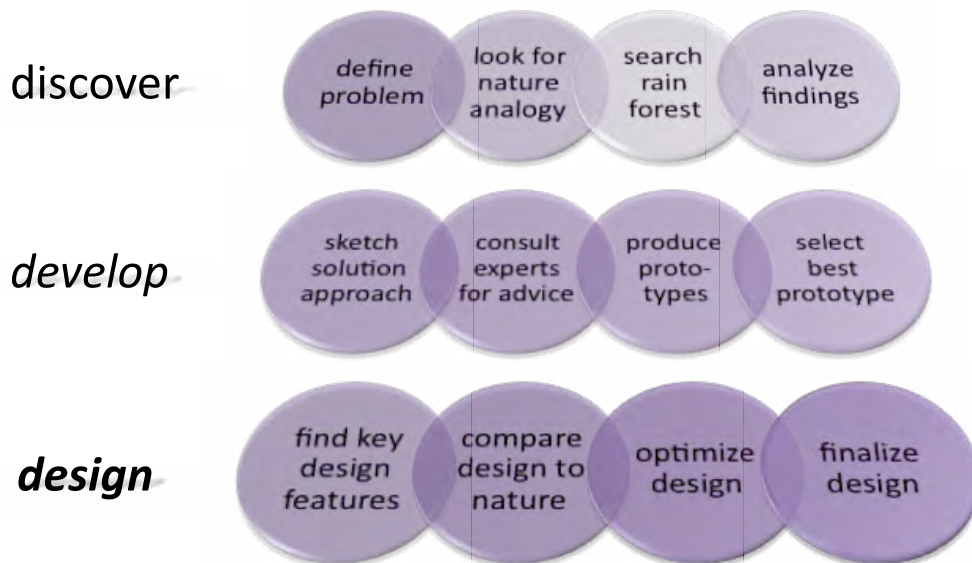 discover
define
problem
look for
nature
analogy
search
rain
forest
analyze
findings
develop
sketch
solution
approach
consult
experts
for advice
produce
proto-
types
select
best
prototype
design
find key
design
features
compare
design to
nature
optimize
design
finalize
design